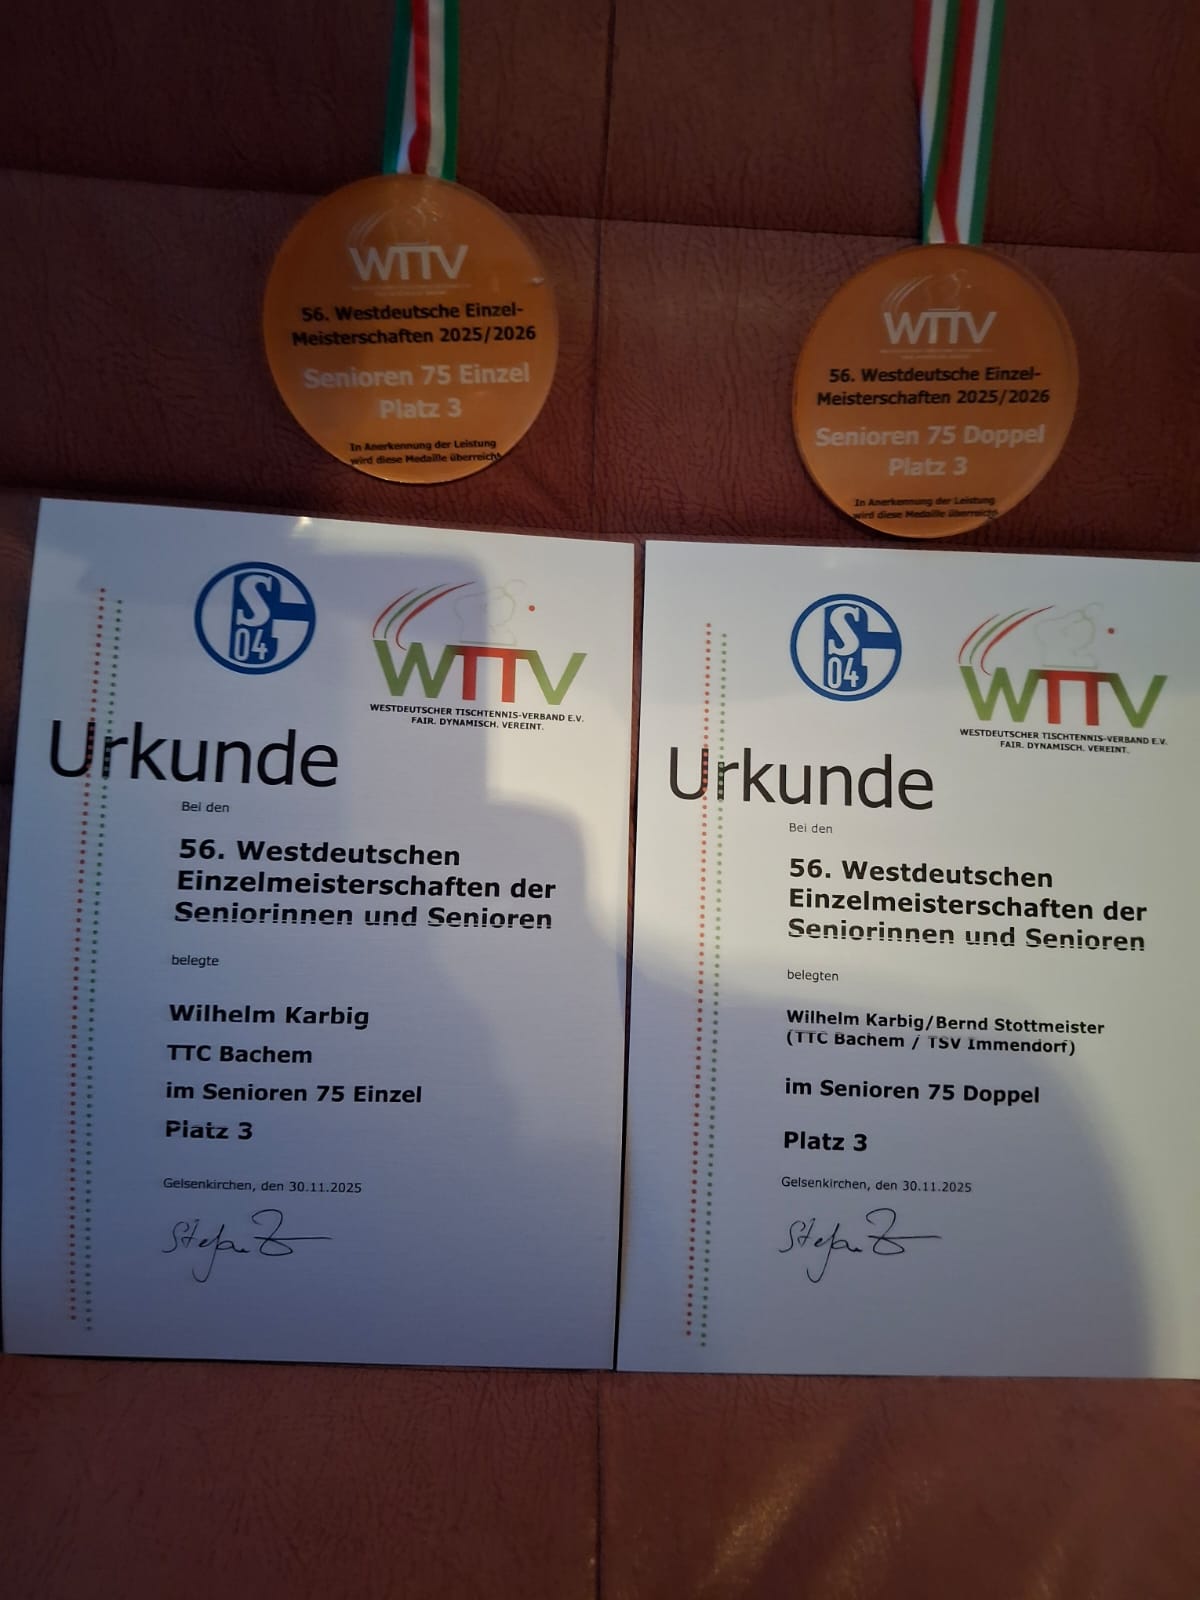 WTTV
56. Westdeutsche Einzel-
Meisterschaften 2025/2026
Senioren 75 Einzel
Platz 3
In Anerkennung der Leistung
wird diese Medaille überreicht
WTTV
56. Westdeutsche Einzel-
Meisterschaften 2025/2026
Senioren 75 Doppel
Platz 3
In Anerkennung der Leistung
wird diese Medaille überreicht
S
04
WTTV
WESTDEUTSCHER TISCHTENNIS-VERBAND E.V.
FAIR. DYNAMISCH. VEREINT.
Urkunde
Bei den
56. Westdeutschen
Einzelmeisterschaften der
Seniorinnen und Senioren
belegte
Wilhelm Karbig
TTC Bachem
im Senioren 75 Einzel
Platz 3
Gelsenkirchen, den 30.11.2025
Stefan
S
04
WTTV
WESTDEUTSCHER TISCHTENNIS-VERBAND E.V.
FAIR. DYNAMISCH. VEREINT.
Urkunde
Bei den
56. Westdeutschen
Einzelmeisterschaften der
Seniorinnen und Senioren
belegten
Wilhelm Karbig/Bernd Stottmeister
(TTC Bachem / TSV Immendorf)
im Senioren 75 Doppel
Platz 3
Gelsenkirchen, den 30.11.2025
Stefan